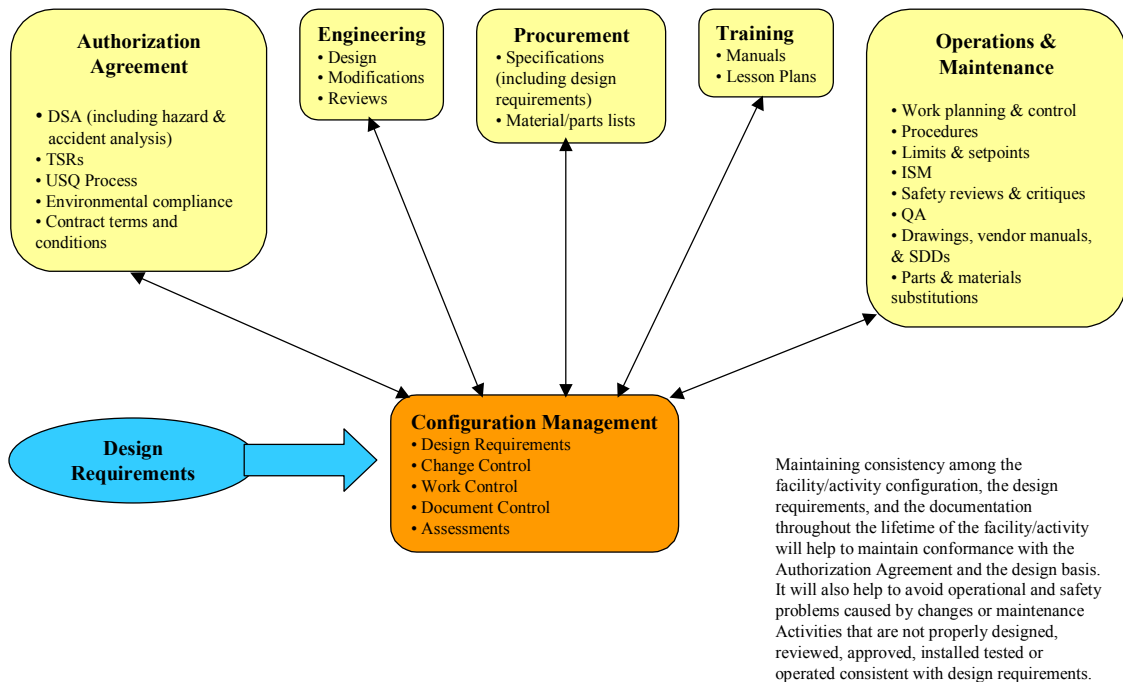 Authorization
Agreement
• DSA (including hazard &
accident analysis)
• TSRs
• USQ Process
• Environmental compliance
• Contract terms and
conditions
Engineering
• Design
• Modifications
• Reviews
Procurement
• Specifications
(including design
requirements)
• Material/parts lists
Training
• Manuals
• Lesson Plans
Operations &
Maintenance
• Work planning & control
• Procedures
• Limits & setpoints
• ISM
• Safety reviews & critiques
• QA
• Drawings, vendor manuals,
& SDDs
• Parts & materials
substitutions
Design
Requirements
Configuration Management
• Design Requirements
• Change Control
• Work Control
• Document Control
• Assessments
Maintaining consistency among the
facility/activity configuration, the design
requirements, and the documentation
throughout the lifetime of the facility/activity
will help to maintain conformance with the
Authorization Agreement and the design basis.
It will also help to avoid operational and safety
problems caused by changes or maintenance
Activities that are not properly designed,
reviewed, approved, installed tested or
operated consistent with design requirements.